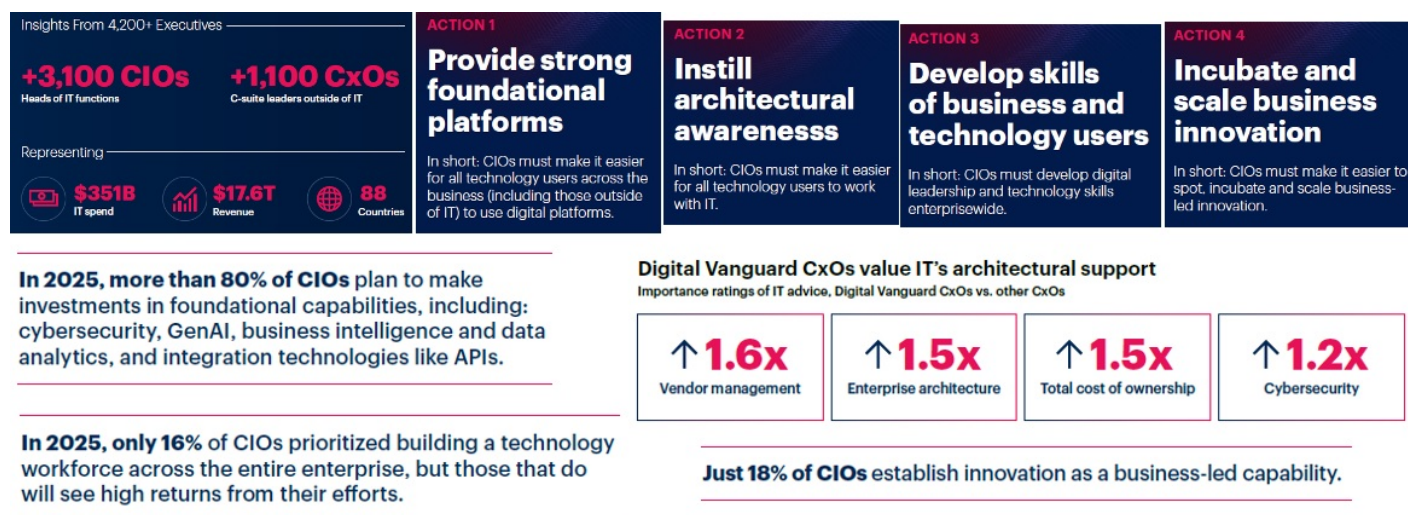 Insights From 4,200+ Executives
+3,100 CIOs
Heads of IT functions
+1,100 CxOs
C-suite leaders outside of IT
Representing
$351B
IT spend
$17.6T
Revenue
88
Countries
ACTION 1
Provide strong
foundational
platforms
In short: CIOs must make it easier
for all technology users across the
business (including those outside
of IT) to use digital platforms.
ACTION 2
Instill
architectural
awarenesss
In short: CIOs must make it easier
for all technology users to work
with IT.
ACTION 3
Develop skills
of business and
technology users
In short: CIOs must develop digital
leadership and technology skills
enterprisewide.
ACTION 4
Incubate and
scale business
innovation
In short: CIOs must make it easier to
spot, incubate and scale business-
led innovation.
In 2025, more than 80% of CIOs plan to make
investments in foundational capabilities, including:
cybersecurity, GenAI, business intelligence and data
analytics, and integration technologies like APIs.
Digital Vanguard CxOs value IT’s architectural support
Importance ratings of IT advice, Digital Vanguard CxOs vs. other CxOs
↑ 1.6x
Vendor management
↑ 1.5x
Enterprise architecture
↑ 1.5x
Total cost of ownership
↑ 1.2x
Cybersecurity
In 2025, only 16% of CIOs prioritized building a technology
workforce across the entire enterprise, but those that do
will see high returns from their efforts.
Just 18% of CIOs establish innovation as a business-led capability.